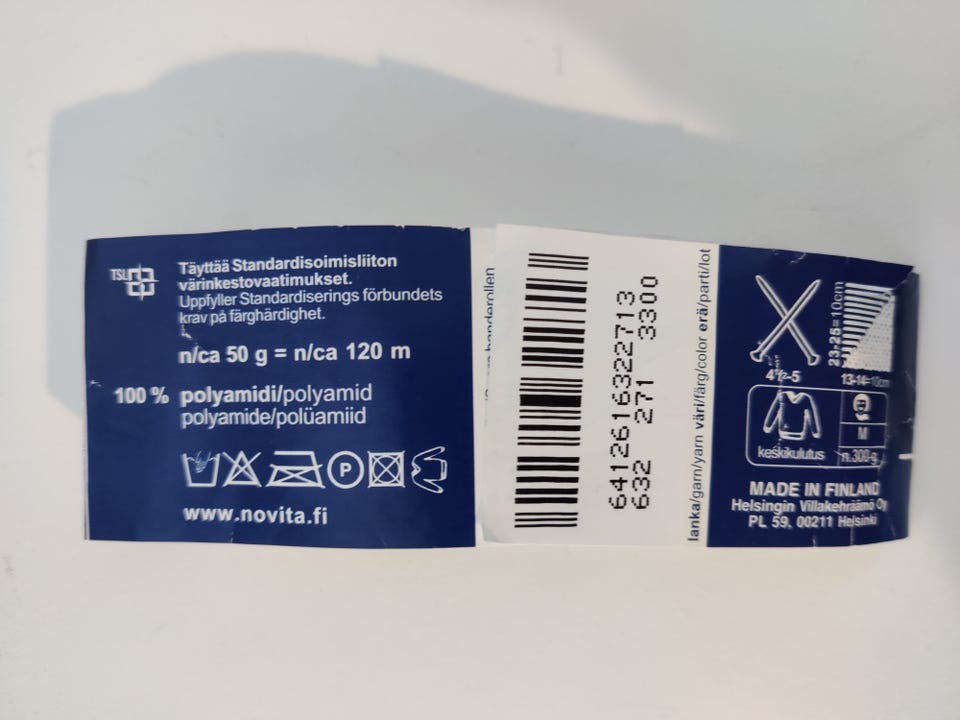 TSL
Täyttää Standardisoimisliiton
värinkestovaatimukset.
Uppfyller Standardiserings förbundets
krav på färghärdighet.
n/ca 50 g = n/ca 120 m
100 % polyamidi/polyamid
polyamide/polüamiid
P
www.novita.fi
banderollen
6412616322713
632 271 3300
lanka/garn/yarn väri/färg/color erä/parti/lot
4½-5
23-25=10cm
13-14=10cm
keskikulutus
M
n.300 g
MADE IN FINLAND
Helsingin Villakehräämö Oy
PL 59, 00211 Helsinki